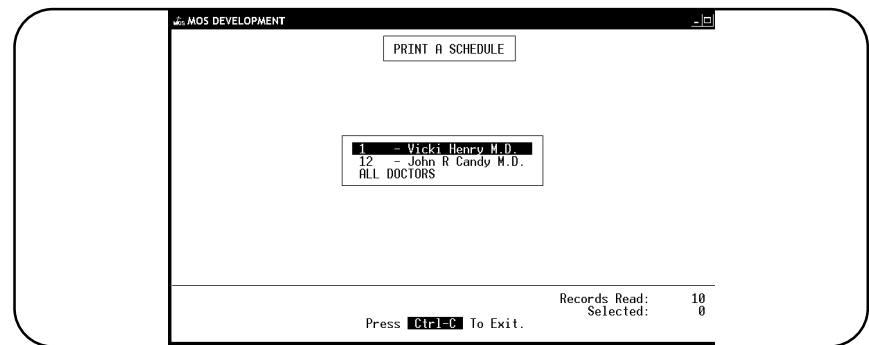 MOS MOS DEVELOPMENT
PRINT A SCHEDULE
1 - Vicki Henry M.D.
12 - John R Candy M.D.
ALL DOCTORS
Records Read: 10
Selected: 0
Press Ctrl-C To Exit.